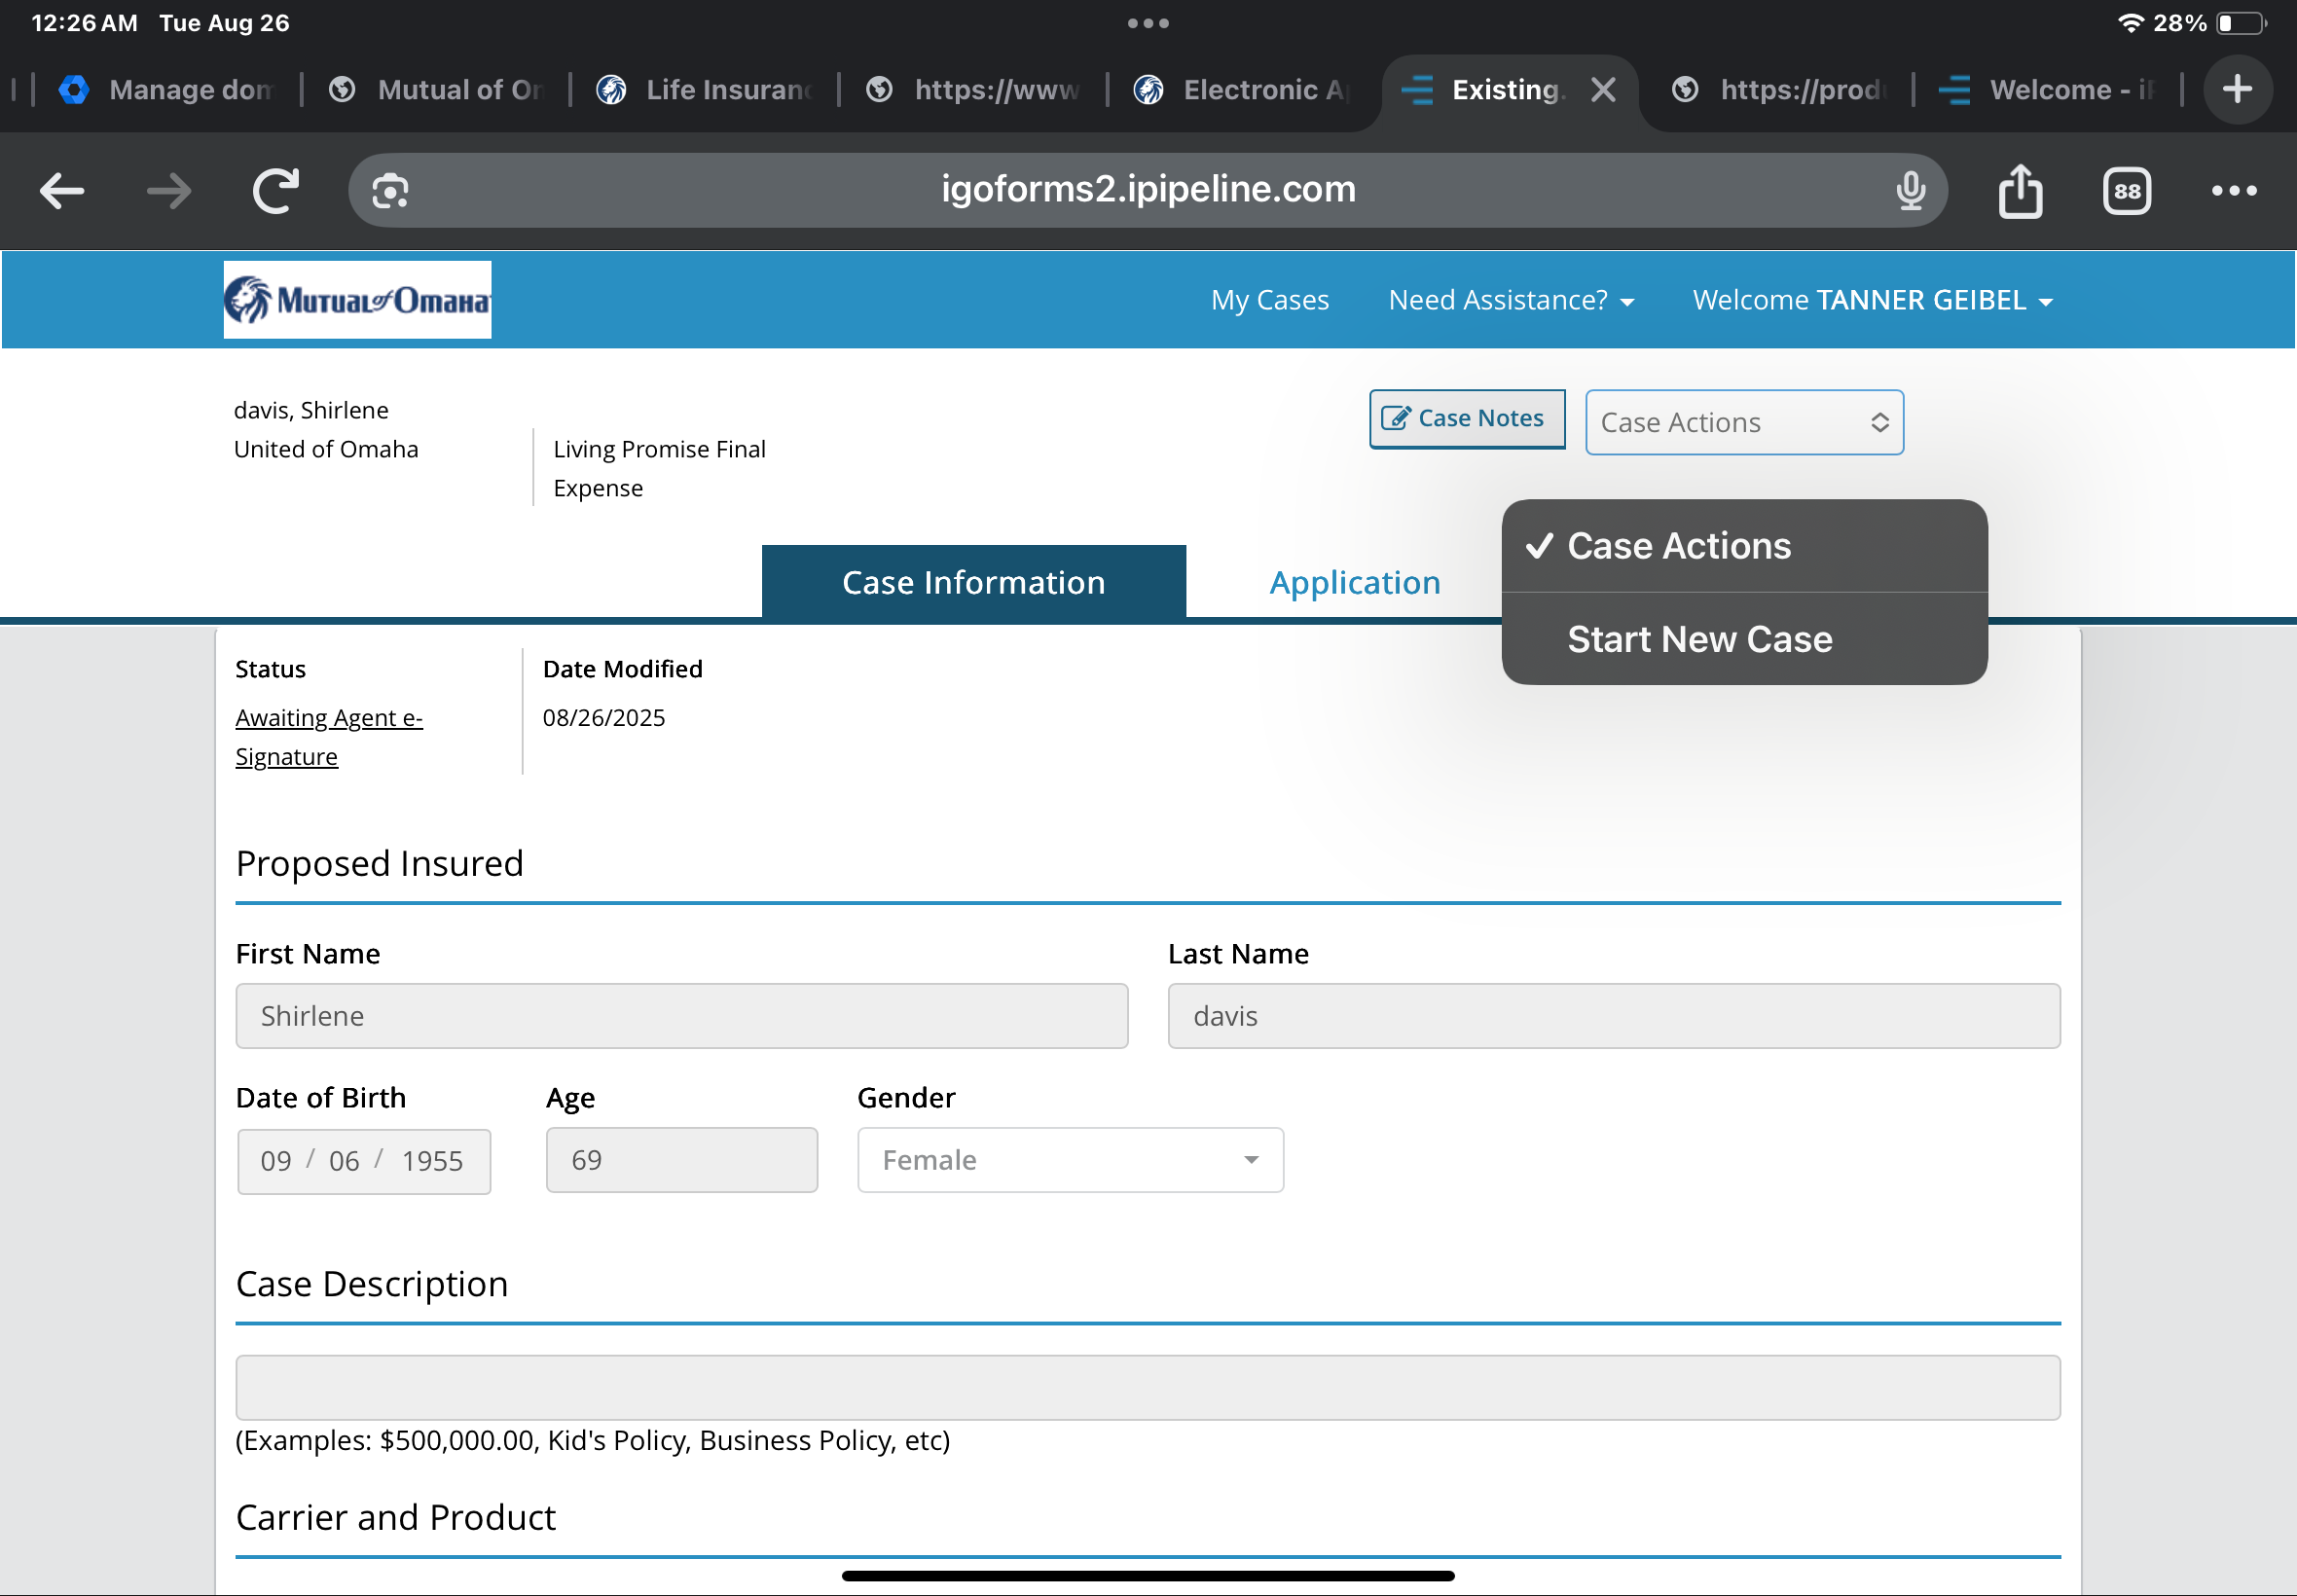 12:26 AM Tue Aug 26
28%
Manage dom
Mutual of Om
Life Insuranc
https://www
Electronic Ap
Existing.
https://prod
Welcome - iP
igoforms2.ipipeline.com
88
Mutual of Omaha
My Cases
Need Assistance?
Welcome TANNER GEIBEL
davis, Shirlene
United of Omaha
Living Promise Final
Expense
Case Notes
Case Actions
Case Actions
Start New Case
Case Information
Application
Status
Awaiting Agent e-
Signature
Date Modified
08/26/2025
Proposed Insured
First Name
Last Name
Shirlene
davis
Date of Birth
Age
Gender
09 / 06 / 1955
69
Female
Case Description
(Examples: $500,000.00, Kid's Policy, Business Policy, etc)
Carrier and Product